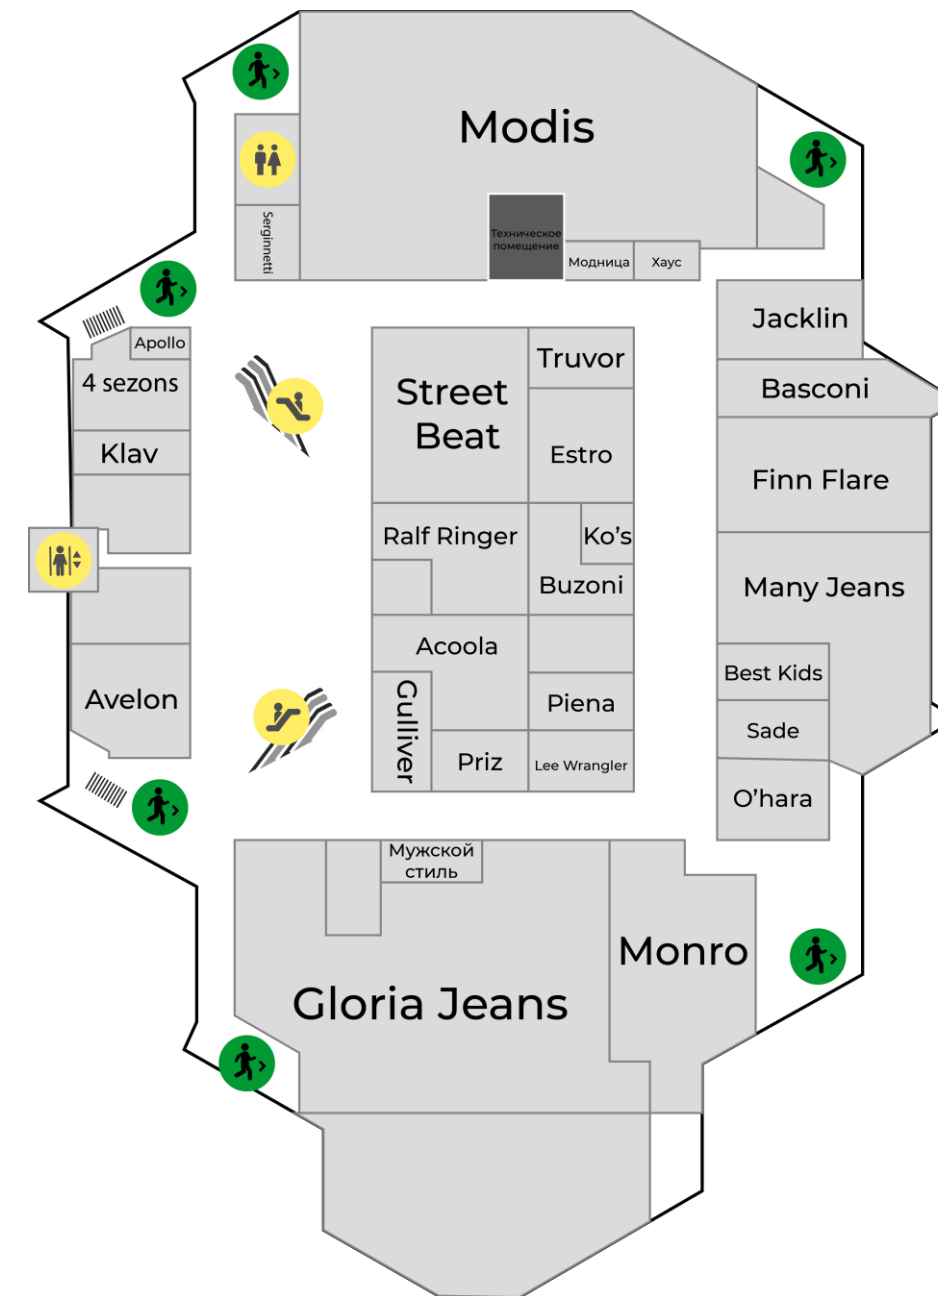 Modis
Serginnetti
Техническое
помещение
Модница
Хаус
Apollo
4 sezons
Klav
Avelon
Street
Beat
Truvor
Estro
Ralf Ringer
Ko's
Buzoni
Acoola
Gulliver
Piena
Priz
Lee Wrangler
Jacklin
Basconi
Finn Flare
Many Jeans
Best Kids
Sade
O’hara
Мужской
стиль
Monro
Gloria Jeans